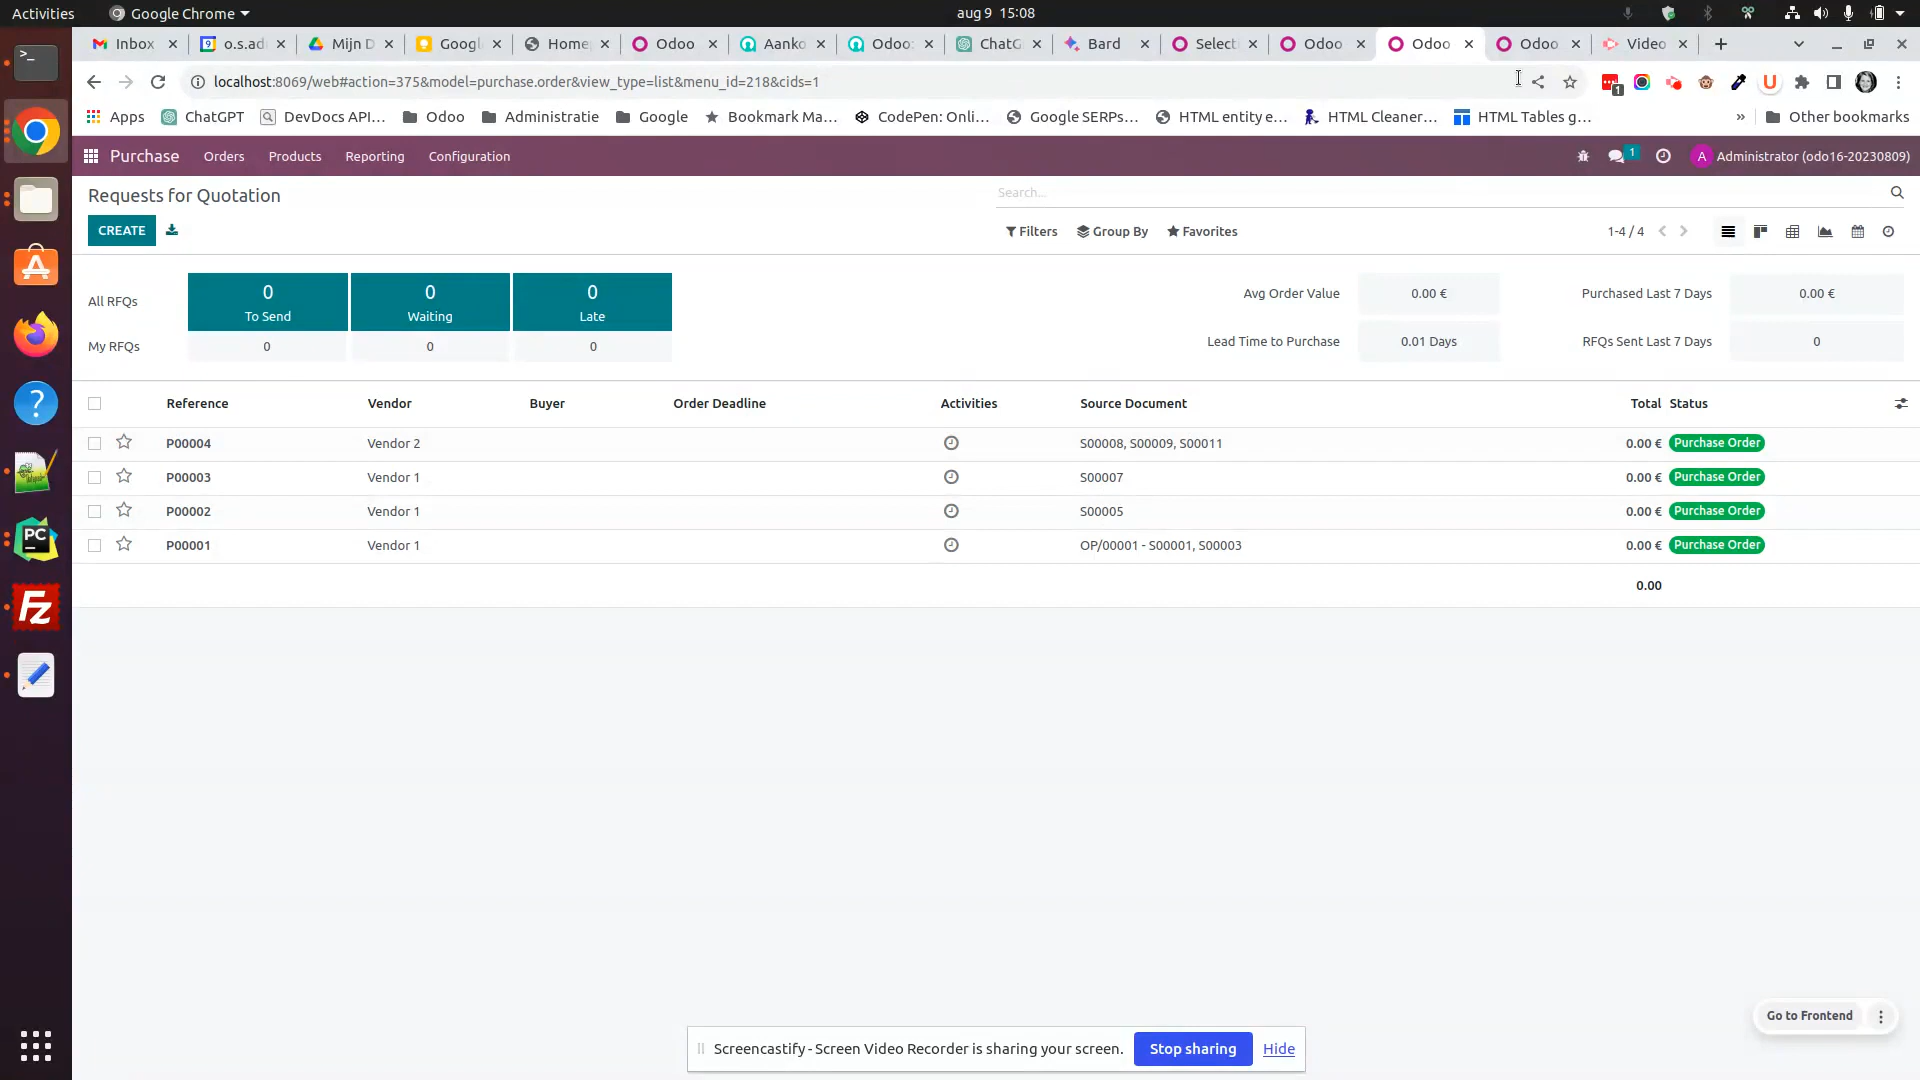 Activities Google Chrome aug 9 15:08
Inbox o.s.ad Mijn D Googl Home Odoo Aanko Odoo: ChatG Bard Select Odoo Odoo Odoo Video
localhost:8069/web#action=375&model=purchase.order&view_type=list&menu_id=218&cids=1 1
Apps ChatGPT DevDocs API... Odoo Administratie Google Bookmark Ma... CodePen: Onli... Google SERPs... HTML entity e... HTML Cleaner... HTML Tables g... » Other bookmarks
Purchase Orders Products Reporting Configuration 1 A Administrator (odo16-20230809)
Requests for Quotation Search...
CREATE Filters Group By Favorites 1-4 / 4
All RFQs 0 To Send 0 Waiting 0 Late Avg Order Value 0.00 € Purchased Last 7 Days 0.00 €
My RFQs 0 0 0 Lead Time to Purchase 0.01 Days RFQs Sent Last 7 Days 0
Reference Vendor Buyer Order Deadline Activities Source Document Total Status
P00004 Vendor 2 S00008, S00009, S00011 0.00 € Purchase Order
P00003 Vendor 1 S00007 0.00 € Purchase Order
P00002 Vendor 1 S00005 0.00 € Purchase Order
P00001 Vendor 1 OP/00001 - S00001, S00003 0.00 € Purchase Order
0.00
Go to Frontend
Screencastify - Screen Video Recorder is sharing your screen. Stop sharing Hide